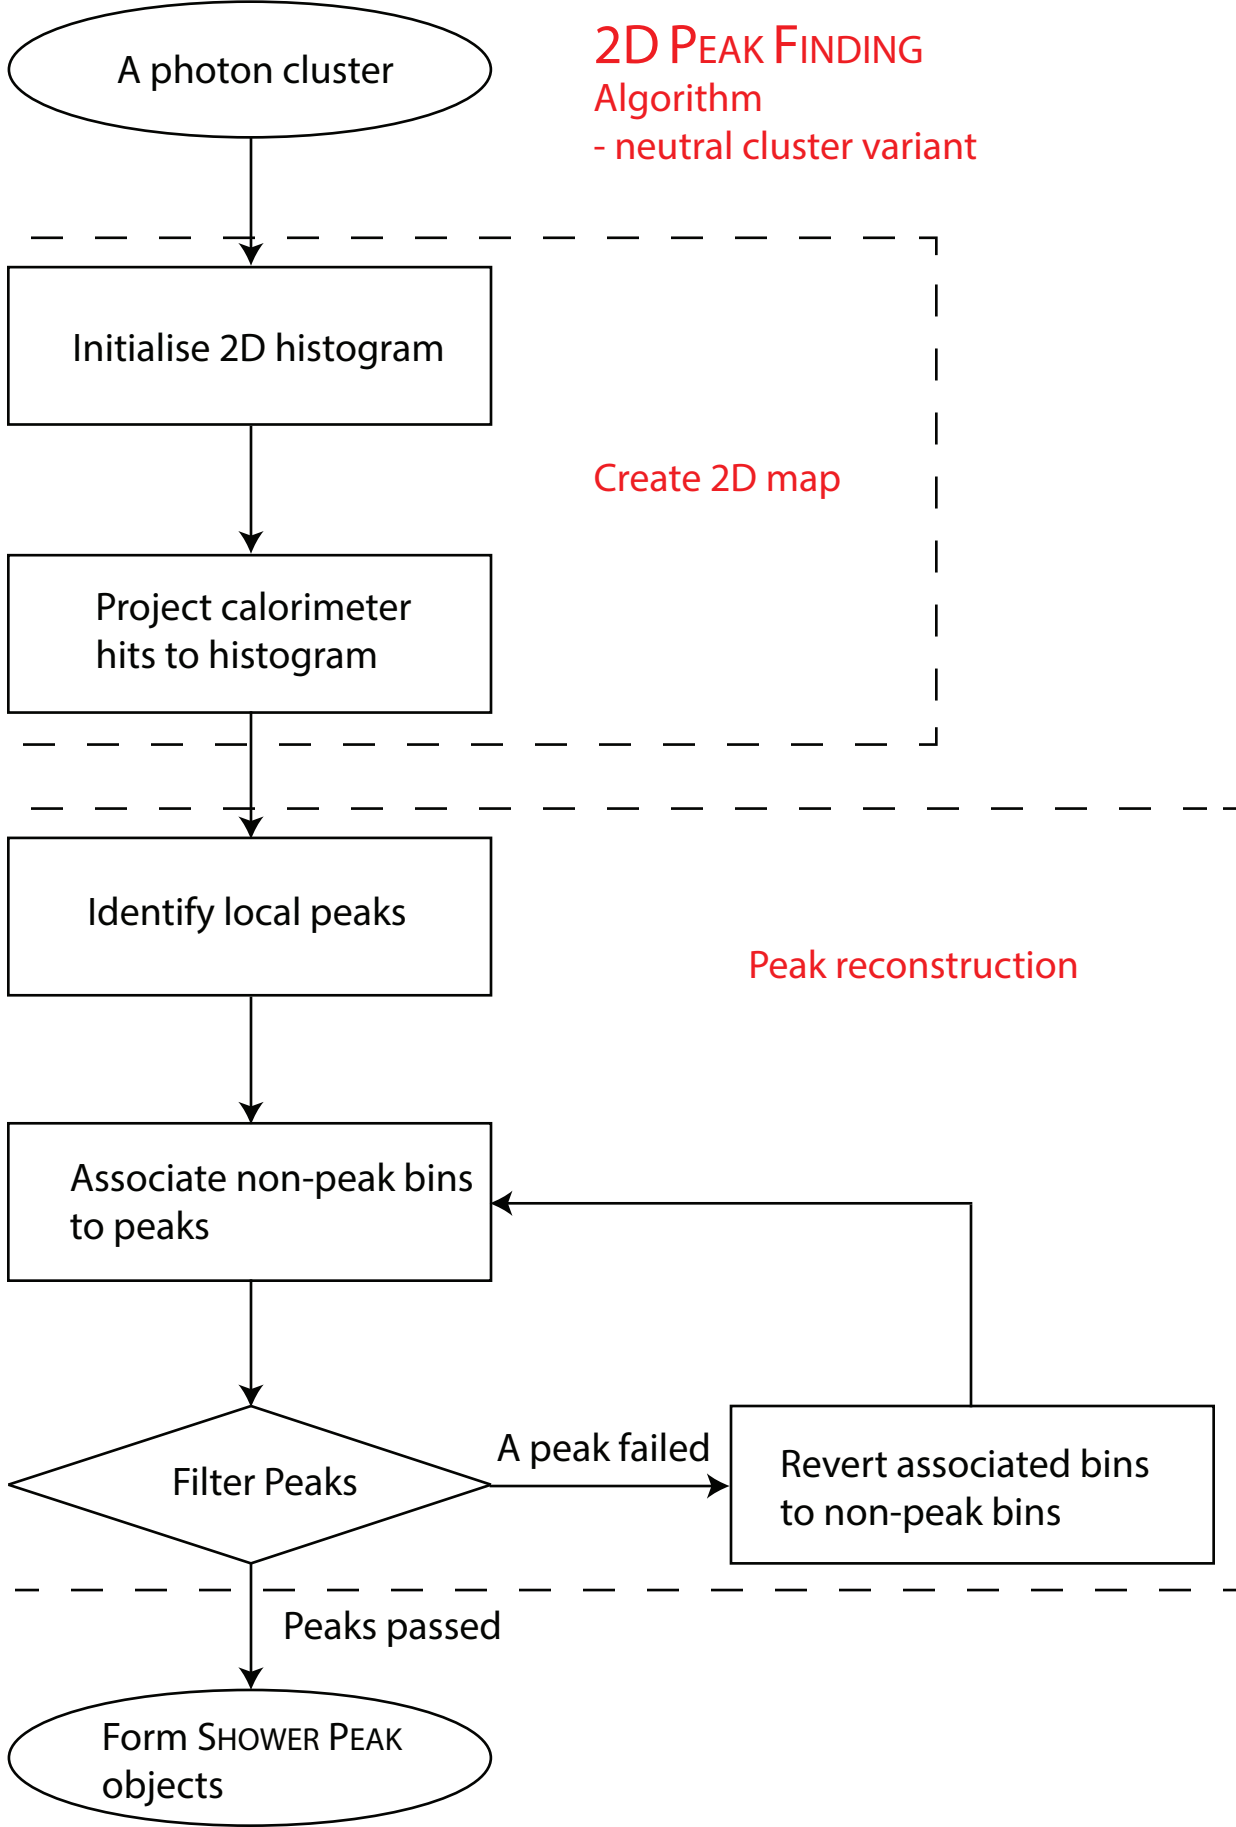 A photon cluster
2D PEAK FINDING
Algorithm
- neutral cluster variant
Initialise 2D histogram
Create 2D map
Project calorimeter
hits to histogram
Identify local peaks
Peak reconstruction
Associate non-peak bins
to peaks
Filter Peaks
A peak failed
Revert associated bins
to non-peak bins
Peaks passed
Form SHOWER PEAK
objects